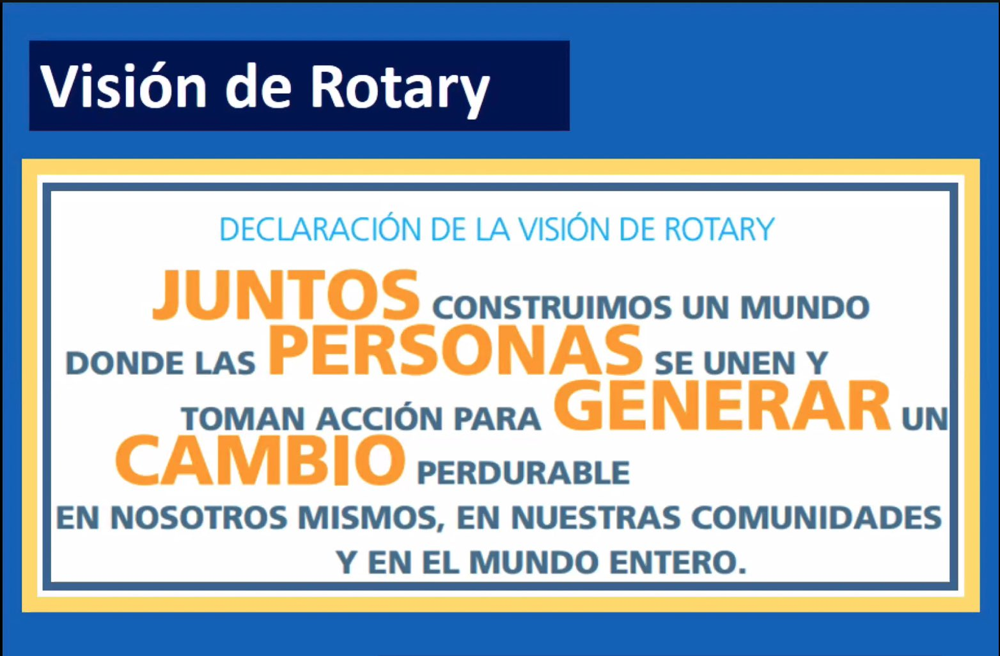 Visión de Rotary
DECLARACIÓN DE LA VISIÓN DE ROTARY
JUNTOS CONSTRUIMOS UN MUNDO
DONDE LAS PERSONAS SE UNEN Y
TOMAN ACCIÓN PARA GENERAR UN
CAMBIO PERDURABLE
EN NOSOTROS MISMOS, EN NUESTRAS COMUNIDADES
Y EN EL MUNDO ENTERO.